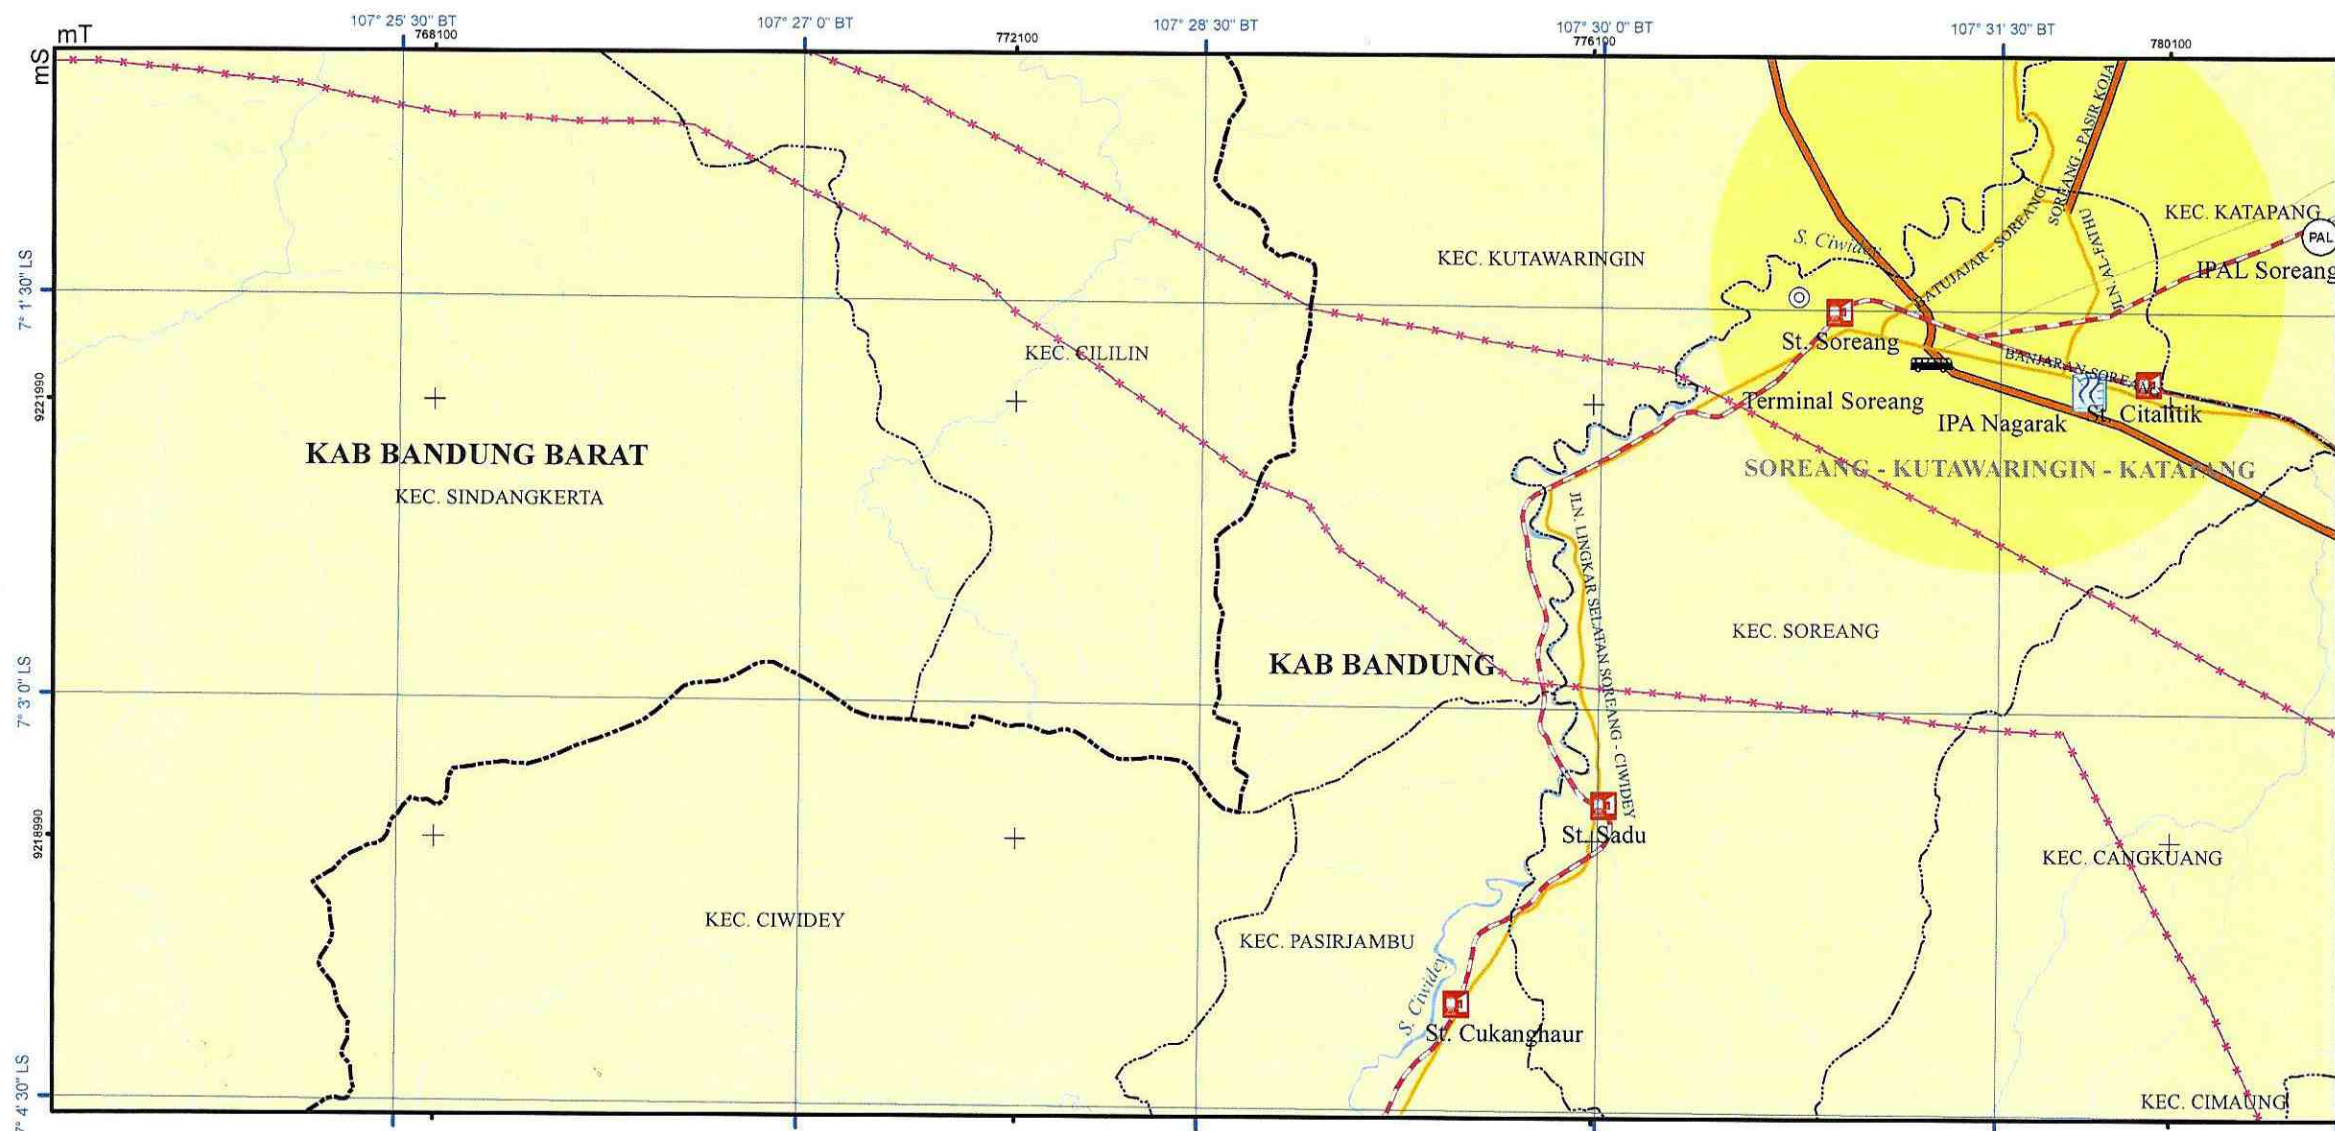 107° 25' 30" BT
107° 27' 0" BT
107° 28' 30" BT
107° 30' 0" BT
107° 31' 30" BT
mT
768100
772100
776100
780100
mS
SOREANG - PASIR KOJA
KEC. KATAPANG
PAL
S. Ciwidey
BATUJAJAR - SOREANG
JLN. AL-FATHU
KEC. KUTAWARINGIN
7° 1' 30" LS
IPAL Soreang
St. Soreang
KEC. CILILIN
BANJARAN SOREANG
9221990
Terminal Soreang
St. Citalitik
IPA Nagarak
KAB BANDUNG BARAT
SOREANG - KUTAWARINGIN - KATAPANG
KEC. SINDANGKERTA
JLN. LINGKAR SELATAN SOREANG - CIWIDEY
KEC. SOREANG
KAB BANDUNG
7° 3' 0" LS
9218990
St. Sadu
KEC. CANGKUANG
KEC. CIWIDEY
KEC. PASIRJAMBU
S. Ciwidey
St. Cukanghaur
7° 4' 30" LS
KEC. CIMAUNG